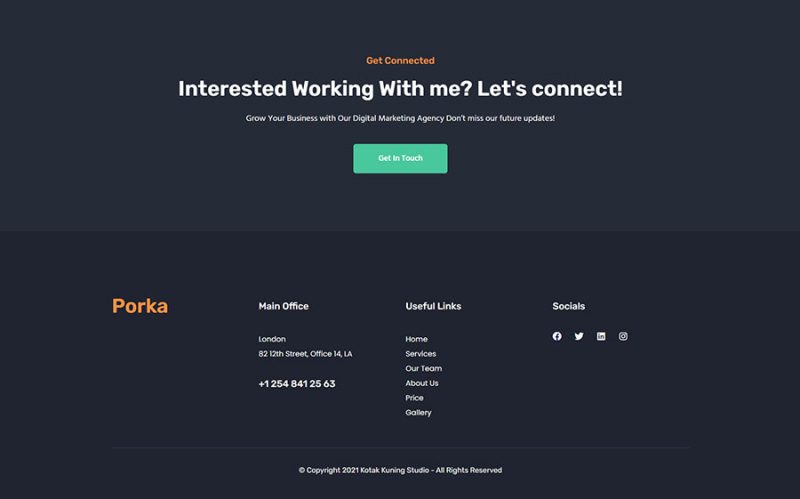 Get Connected
Interested Working With me? Let's connect!
Grow Your Business with Our Digital Marketing Agency Don't miss our future updates!
Get In Touch
Porka
Main Office
London
82 12th Street, Office 14, LA
+1 254 841 25 63
Useful Links
Home
Services
Our Team
About Us
Price
Gallery
Socials
© Copyright 2021 Kotak Kuning Studio - All Rights Reserved